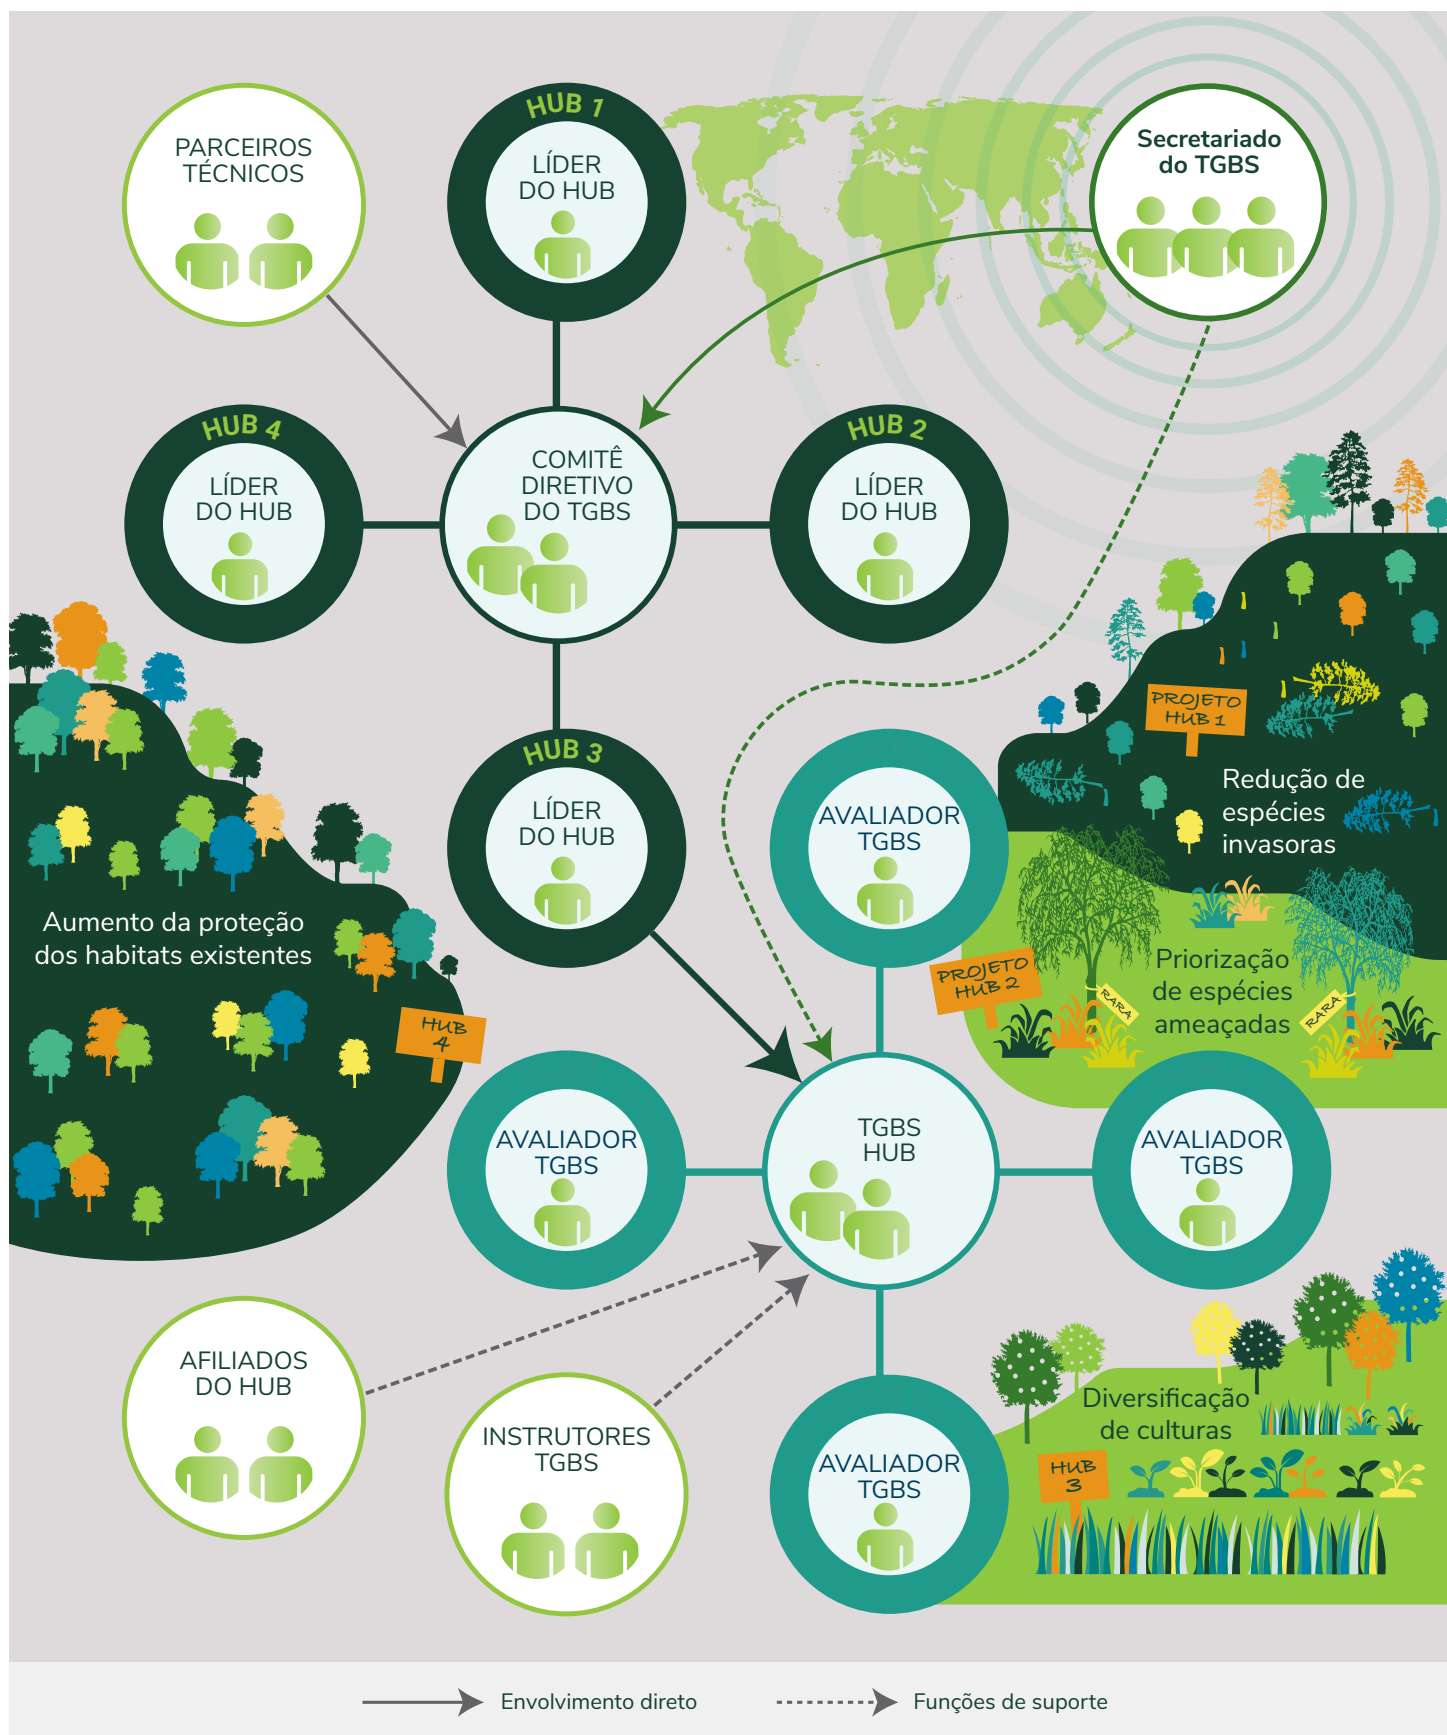 PARCEIROS
TÉCNICOS
HUB 1
LÍDER
DO HUB
Secretariado
do TGBS
HUB 4
LÍDER
DO HUB
COMITÊ
DIRETIVO
DO TGBS
HUB 2
LÍDER
DO HUB
HUB 3
LÍDER
DO HUB
AVALIADOR
TGBS
PROJETO
HUB 1
Redução de
espécies
invasoras
Aumento da proteção
dos habitats existentes
HUB
4
PROJETO
HUB 2
Priorização
de espécies
ameaçadas
RARA
RARA
AVALIADOR
TGBS
TGBS
HUB
AVALIADOR
TGBS
AFILIADOS
DO HUB
INSTRUTORES
TGBS
AVALIADOR
TGBS
Diversificação
de culturas
HUB
3
Envolvimento direto
Funções de suporte